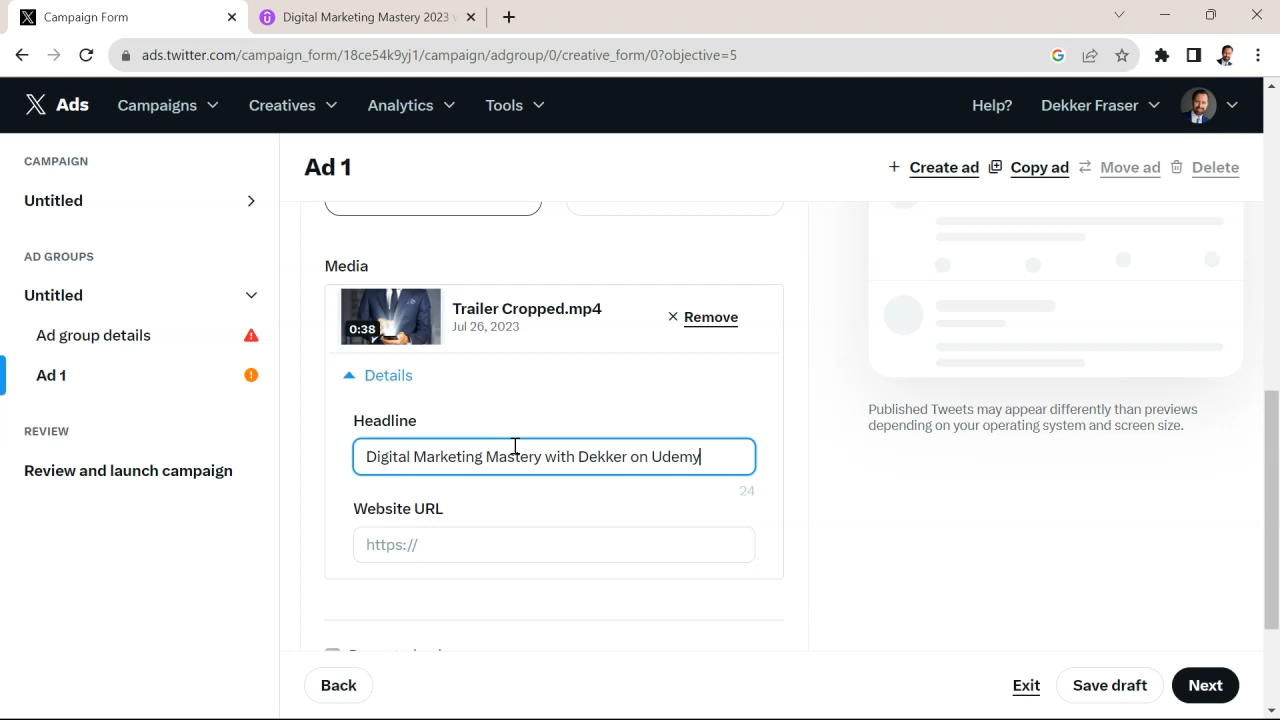 Campaign Form
Digital Marketing Mastery 2023
ads.twitter.com/campaign_form/18ce54k9yj1/campaign/adgroup/0/creative_form/0?objective=5
X Ads
Campaigns
Creatives
Analytics
Tools
Help?
Dekker Fraser
CAMPAIGN
Untitled
AD GROUPS
Untitled
Ad group details
Ad 1
REVIEW
Review and launch campaign
Ad 1
+ Create ad
Copy ad
Move ad
Delete
Media
0:38
Trailer Cropped.mp4
Jul 26, 2023
Remove
Details
Headline
Digital Marketing Mastery with Dekker on Udemy
24
Website URL
https://
Published Tweets may appear differently than previews
depending on your operating system and screen size.
Back
Exit
Save draft
Next